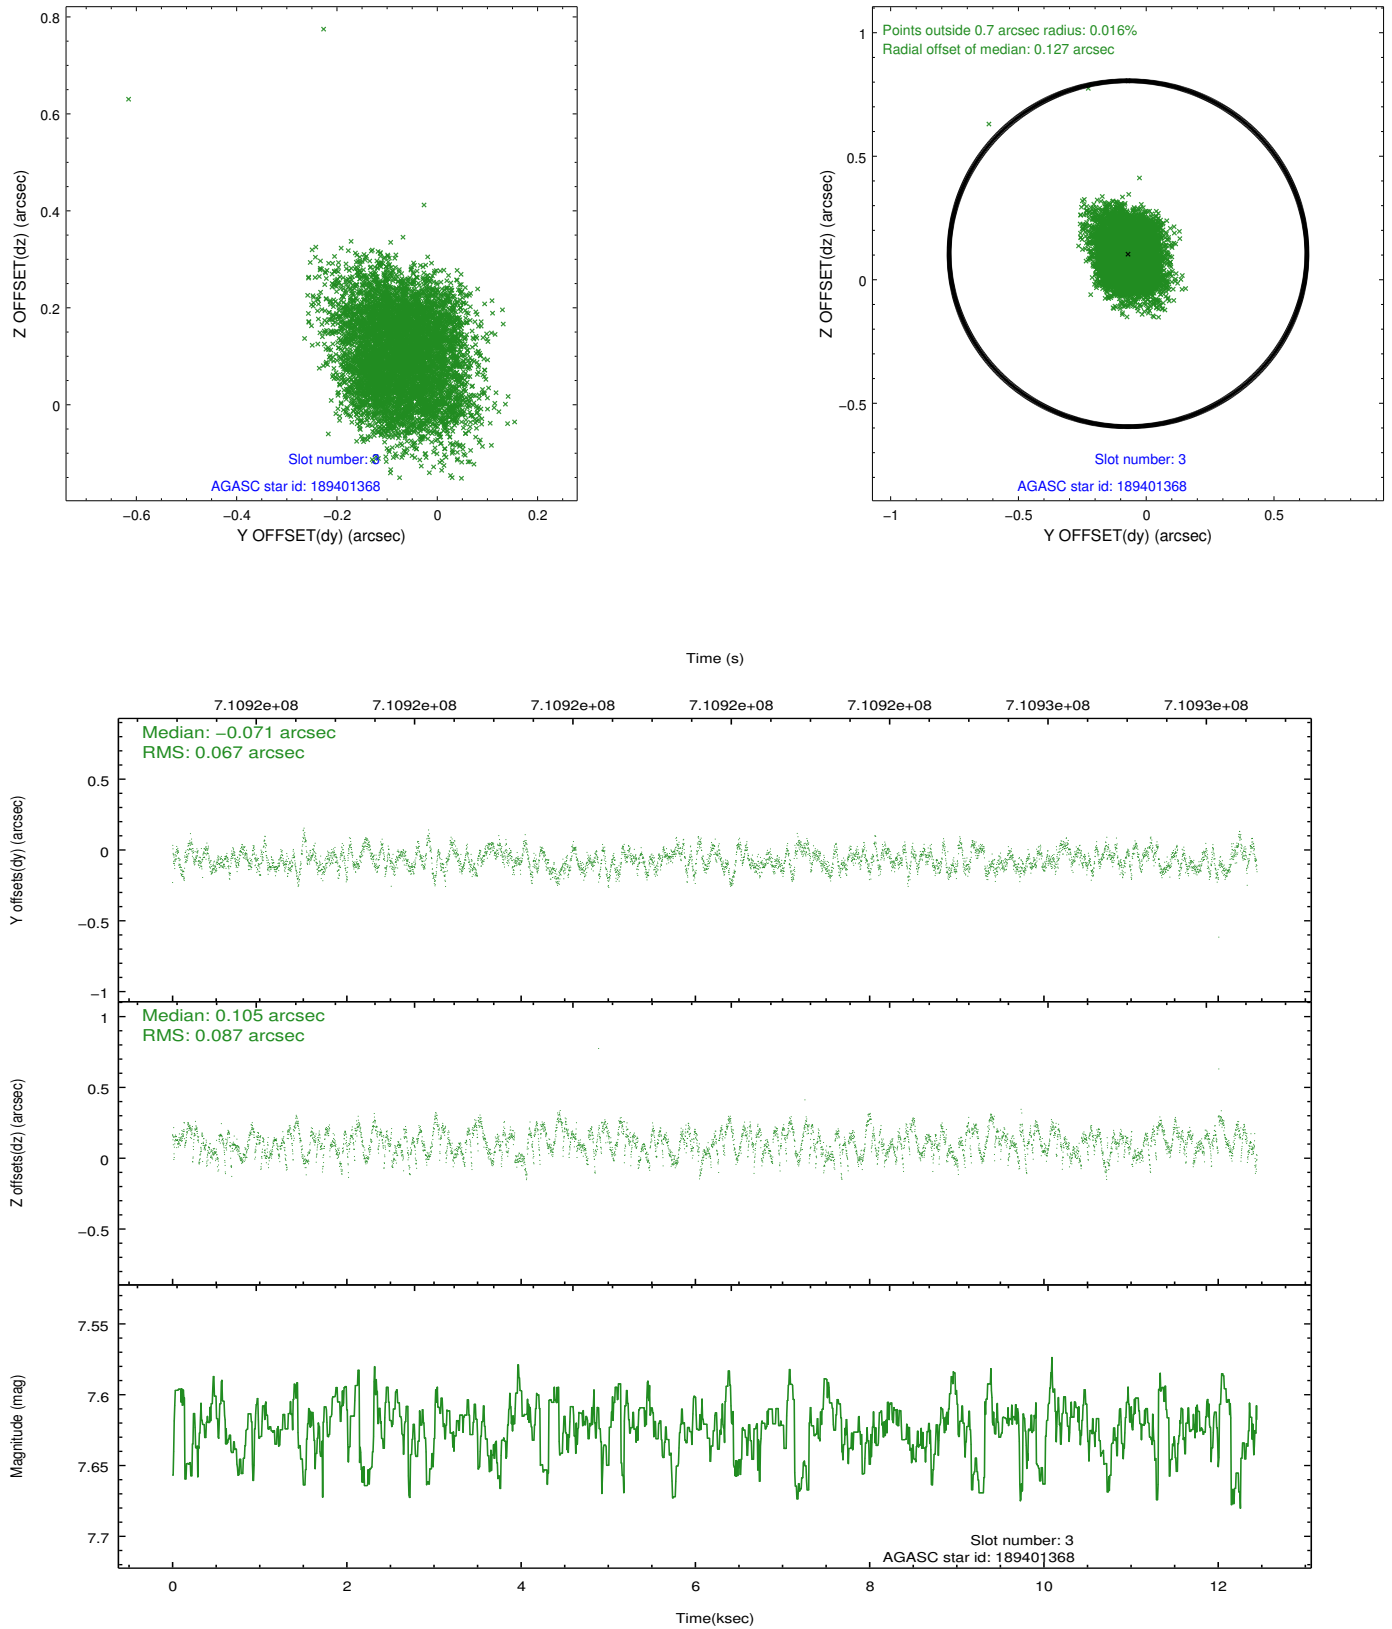 0.8
0.6
0.4
0.2
0
Z OFFSET(dz) (arcsec)
Slot number: 3
AGASC star id: 189401368
−0.6 −0.4 −0.2 0 0.2
Y OFFSET(dy) (arcsec)
Points outside 0.7 arcsec radius: 0.016%
Radial offset of median: 0.127 arcsec
1
0.5
0
−0.5
Z OFFSET(dz) (arcsec)
Slot number: 3
AGASC star id: 189401368
−1 −0.5 0 0.5
Y OFFSET(dy) (arcsec)
Time (s)
7.1092e+08 7.1092e+08 7.1092e+08 7.1092e+08 7.1092e+08 7.1093e+08 7.1093e+08
Median: −0.071 arcsec
RMS: 0.067 arcsec
0.5
0
−0.5
−1
Y offsets(dy) (arcsec)
Median: 0.105 arcsec
RMS: 0.087 arcsec
1
0.5
0
−0.5
Z offsets(dz) (arcsec)
7.55
7.6
7.65
7.7
Magnitude (mag)
Slot number: 3
AGASC star id: 189401368
0 2 4 6 8 10 12
Time(ksec)